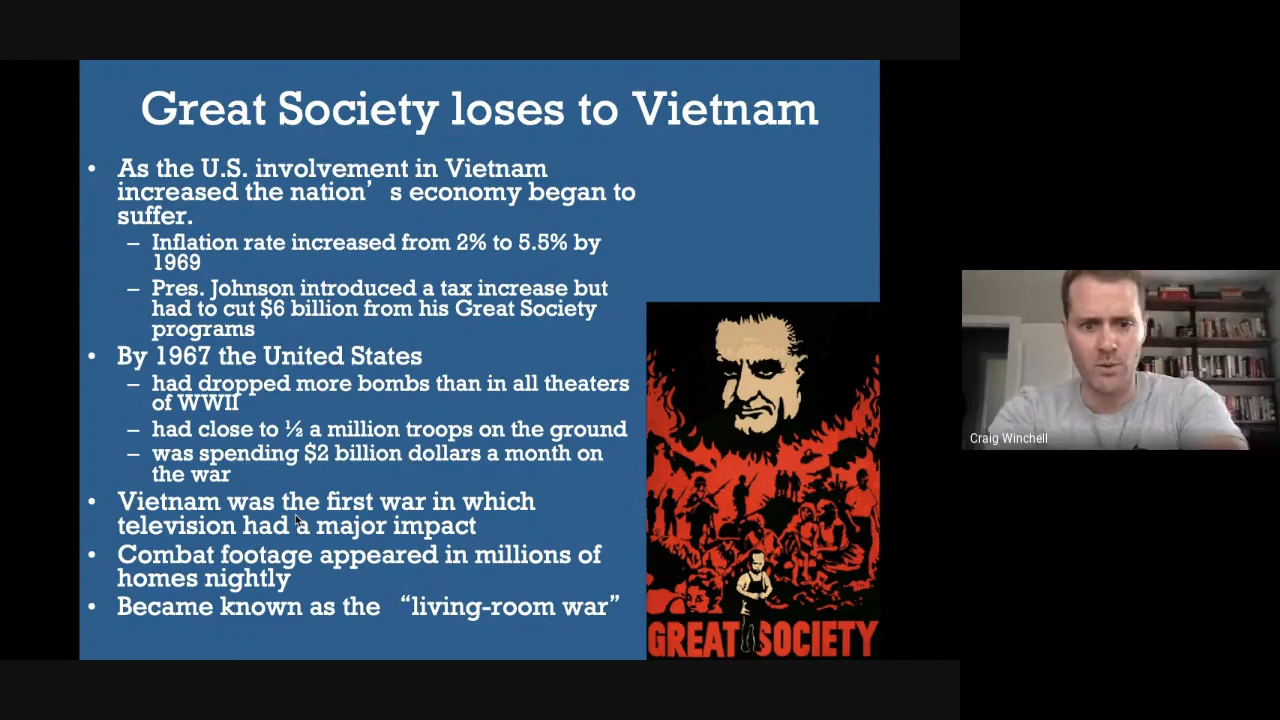 Great Society loses to Vietnam
• As the U.S. involvement in Vietnam
increased the nation’ s economy began to
suffer.
– Inflation rate increased from 2% to 5.5% by
1969
– Pres. Johnson introduced a tax increase but
had to cut $6 billion from his Great Society
programs
• By 1967 the United States
– had dropped more bombs than in all theaters
of WWII
– had close to ½ a million troops on the ground
– was spending $2 billion dollars a month on
the war
• Vietnam was the first war in which
television had a major impact
• Combat footage appeared in millions of
homes nightly
• Became known as the “living-room war”
GREAT SOCIETY
Craig Winchell